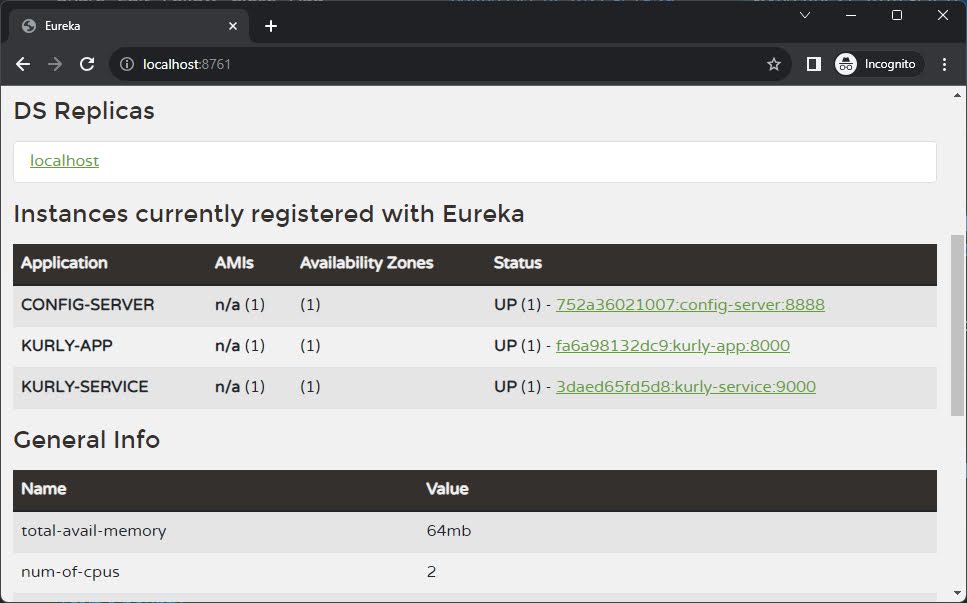 Eureka
localhost:8761
Incognito
DS Replicas
localhost
Instances currently registered with Eureka
Application AMIs Availability Zones Status
CONFIG-SERVER n/a (1) (1) UP (1) - 752a36021007:config-server:8888
KURLY-APP n/a (1) (1) UP (1) - fa6a98132dc9:kurly-app:8000
KURLY-SERVICE n/a (1) (1) UP (1) - 3daed65fd5d8:kurly-service:9000
General Info
Name Value
total-avail-memory 64mb
num-of-cpus 2